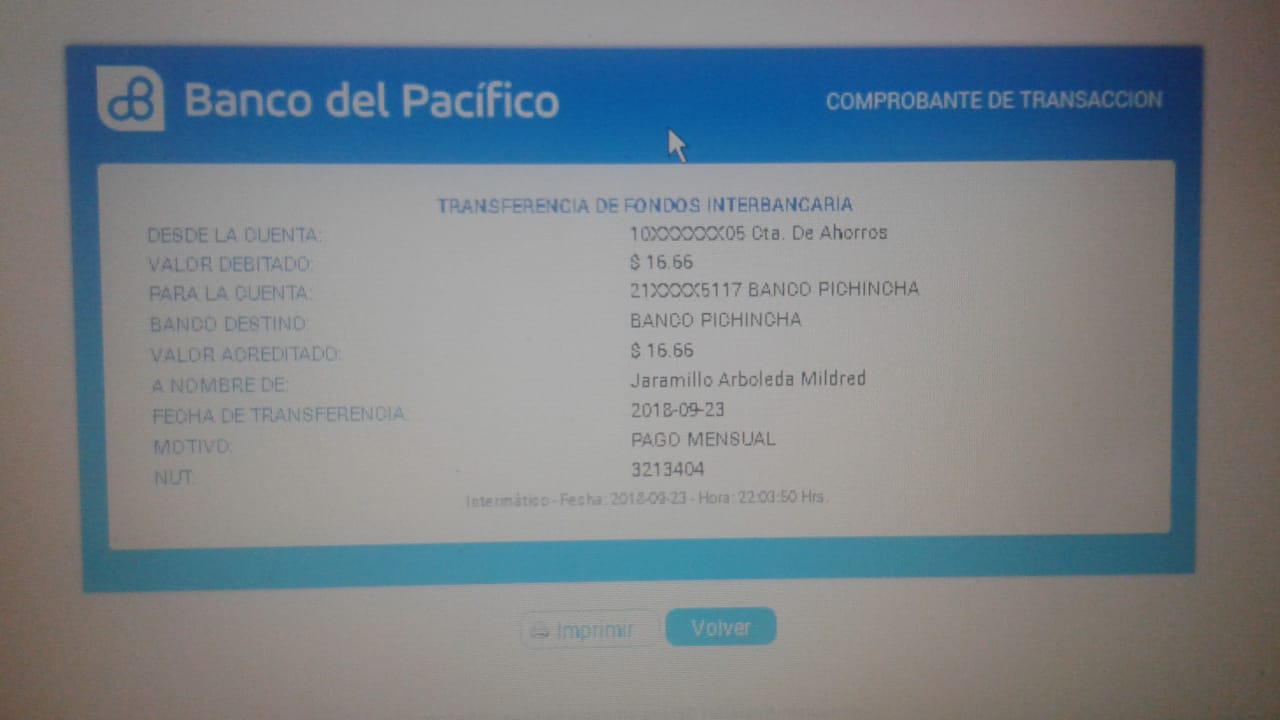 Banco del Pacífico
COMPROBANTE DE TRANSACCION
TRANSFERENCIA DE FONDOS INTERBANCARIA
DESDE LA CUENTA: 10XXXXXX05 Cta. De Ahorros
VALOR DEBITADO: $ 16.66
PARA LA CUENTA: 21XXXX5117 BANCO PICHINCHA
BANCO DESTINO: BANCO PICHINCHA
VALOR ACREDITADO: $ 16.66
A NOMBRE DE: Jaramillo Arboleda Mildred
FECHA DE TRANSFERENCIA: 2018-09-23
MOTIVO: PAGO MENSUAL
NUT: 3213404
Intermático - Fecha: 2018-09-23 - Hora: 22:03:50 Hrs.
Imprimir
Volver